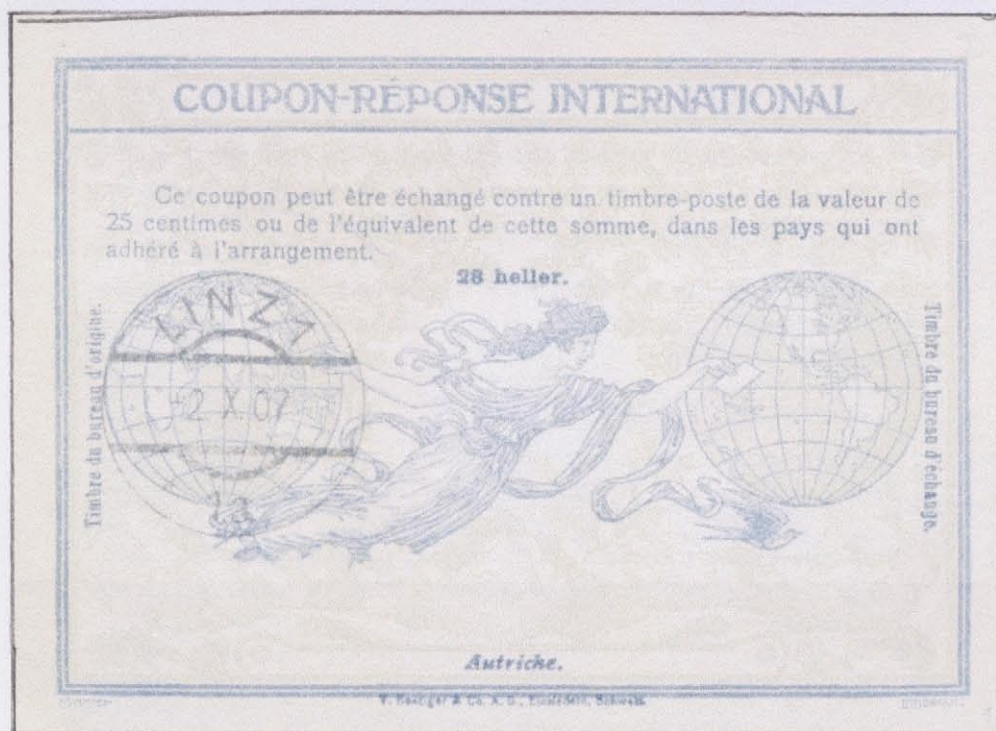 COUPON-RÉPONSE INTERNATIONAL
Ce coupon peut être échangé contre un timbre-poste de la valeur de
25 centimes ou de l'équivalent de cette somme, dans les pays qui ont
adhéré à l'arrangement.
28 heller.
Timbre du bureau d'origine.
LINZ 1
2 X 07
Timbre du bureau d'échange.
Autriche.
& Co. A. G., Schweiz.